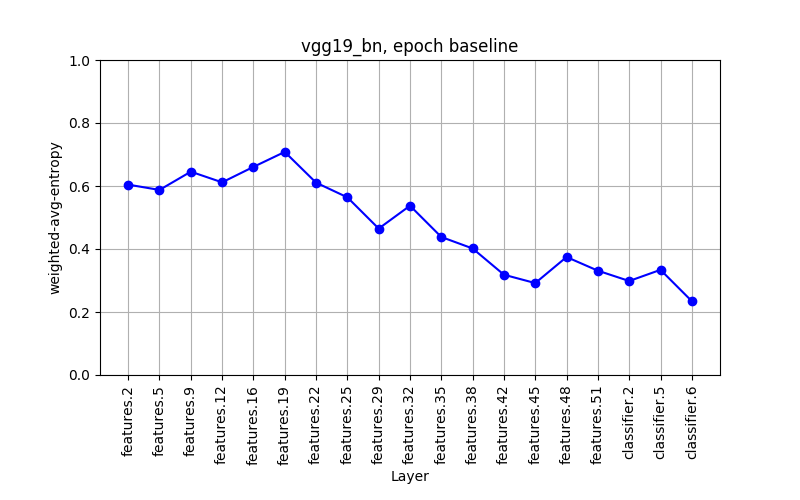 vgg19_bn, epoch baseline
1.0
0.8
0.6
0.4
0.2
0.0
weighted-avg-entropy
features.2
features.5
features.9
features.12
features.16
features.19
features.22
features.25
features.29
features.32
features.35
features.38
features.42
features.45
features.48
features.51
classifier.2
classifier.5
classifier.6
Layer